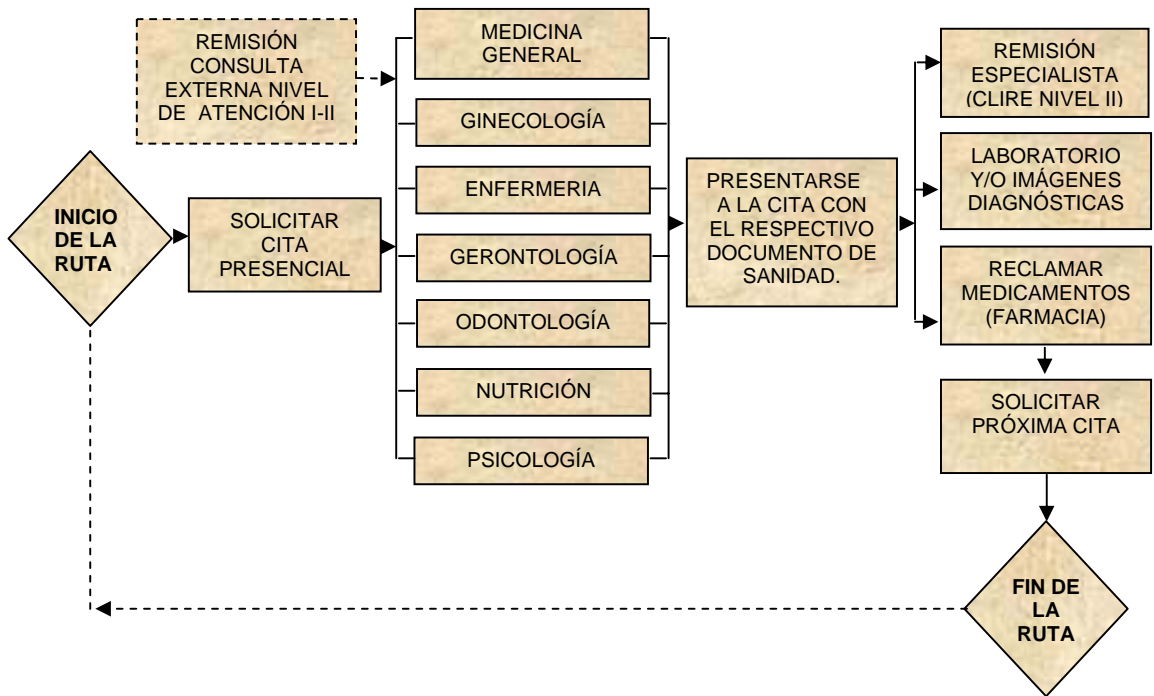 REMISIÓN
CONSULTA
EXTERNA NIVEL
DE ATENCIÓN I-II
INICIO
DE LA
RUTA
SOLICITAR
CITA
PRESENCIAL
MEDICINA
GENERAL
GINECOLOGÍA
ENFERMERIA
GERONTOLOGÍA
ODONTOLOGÍA
NUTRICIÓN
PSICOLOGÍA
PRESENTARSE
A LA CITA CON
EL RESPECTIVO
DOCUMENTO DE
SANIDAD.
REMISIÓN
ESPECIALISTA
(CLIRE NIVEL II)
LABORATORIO
Y/O IMÁGENES
DIAGNÓSTICAS
RECLAMAR
MEDICAMENTOS
(FARMACIA)
SOLICITAR
PRÓXIMA CITA
FIN DE
LA
RUTA